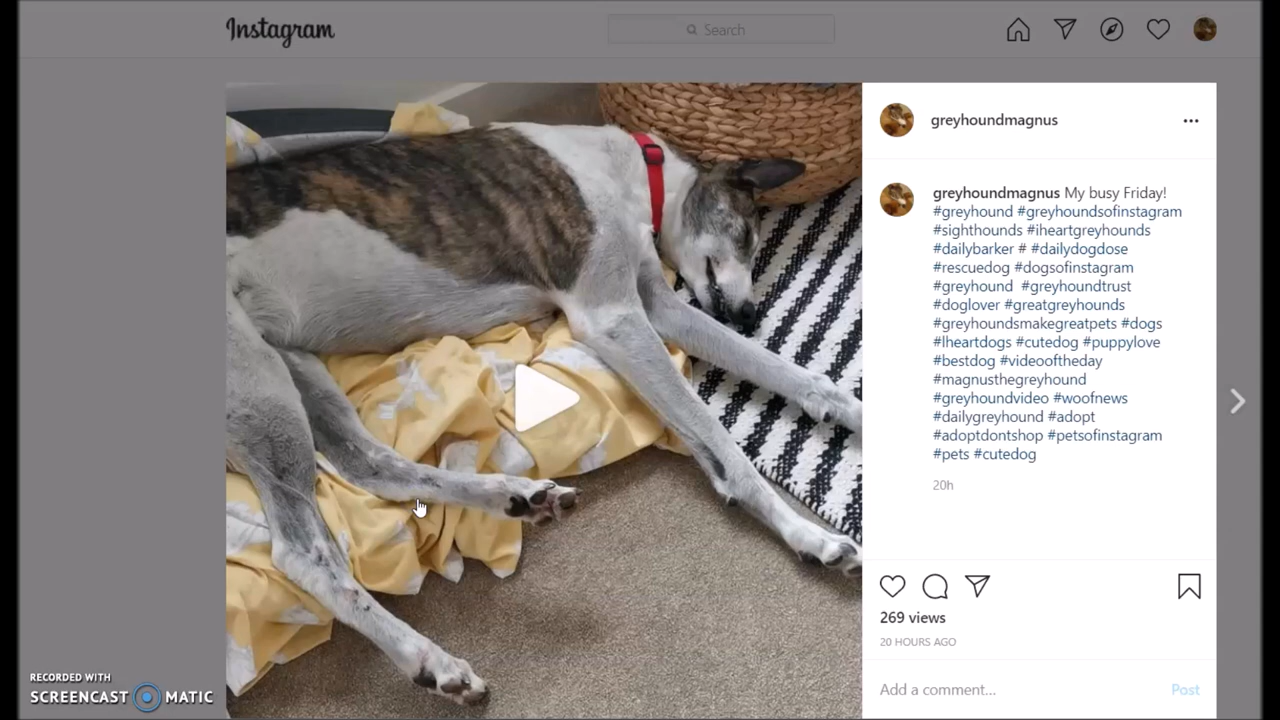 Instagram
Search
greyhoundmagnus
greyhoundmagnus My busy Friday!
#greyhound #greyhoundsofinstagram
#sighthounds #iheartgreyhounds
#dailybarker # #dailydogdose
#rescuedog #dogsofinstagram
#greyhound #greyhoundtrust
#doglover #greatgreyhounds
#greyhoundsmakegreatpets #dogs
#lheartdogs #cutedog #puppylove
#bestdog #videooftheday
#magnusthegreyhound
#greyhoundvideo #woofnews
#dailygreyhound #adopt
#adoptdontshop #petsofinstagram
#pets #cutedog
20h
269 views
20 HOURS AGO
Add a comment... Post
RECORDED WITH
SCREENCAST MATIC